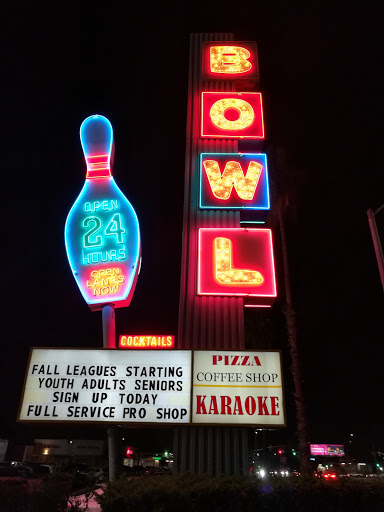 BOWL
OPEN
24
HOURS
OPEN
LANES
NOW
COCKTAILS
FALL LEAGUES STARTING
YOUTH ADULTS SENIORS
SIGN UP TODAY
FULL SERVICE PRO SHOP
PIZZA
COFFEE SHOP
KARAOKE